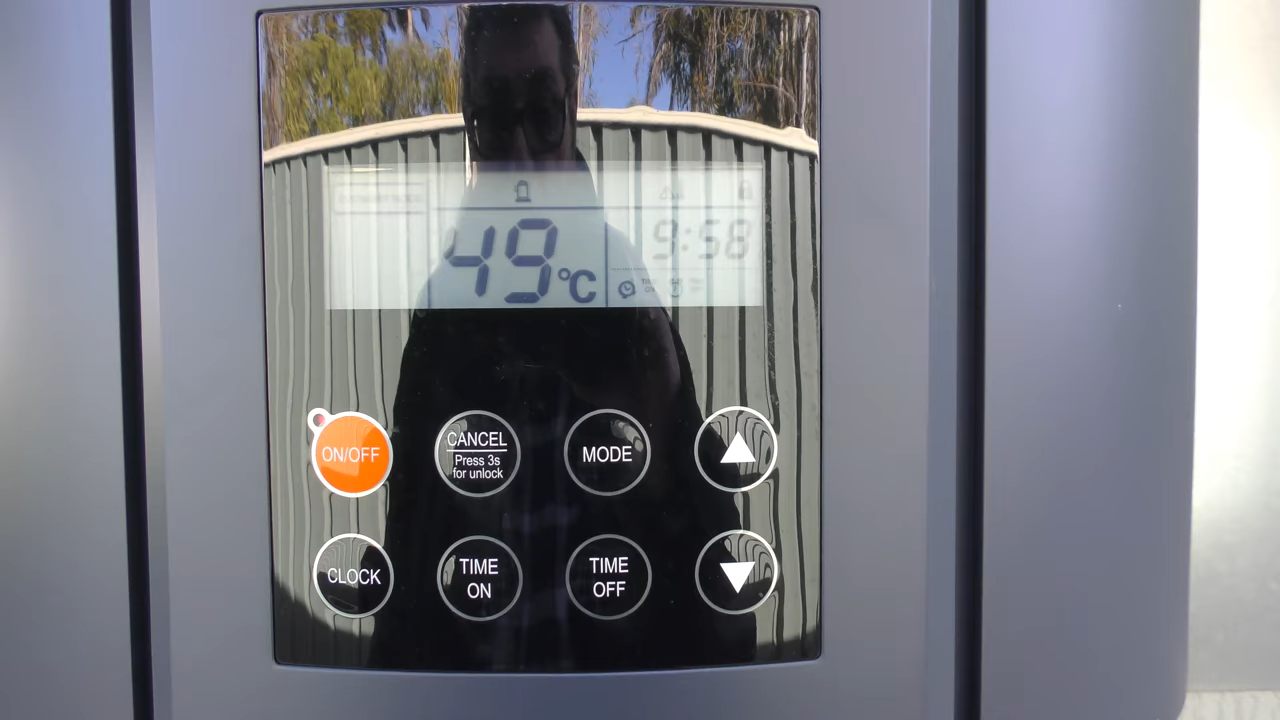 49°C
9:58
ON/OFF
CANCEL
Press 3s
for unlock
MODE
CLOCK
TIME
ON
TIME
OFF